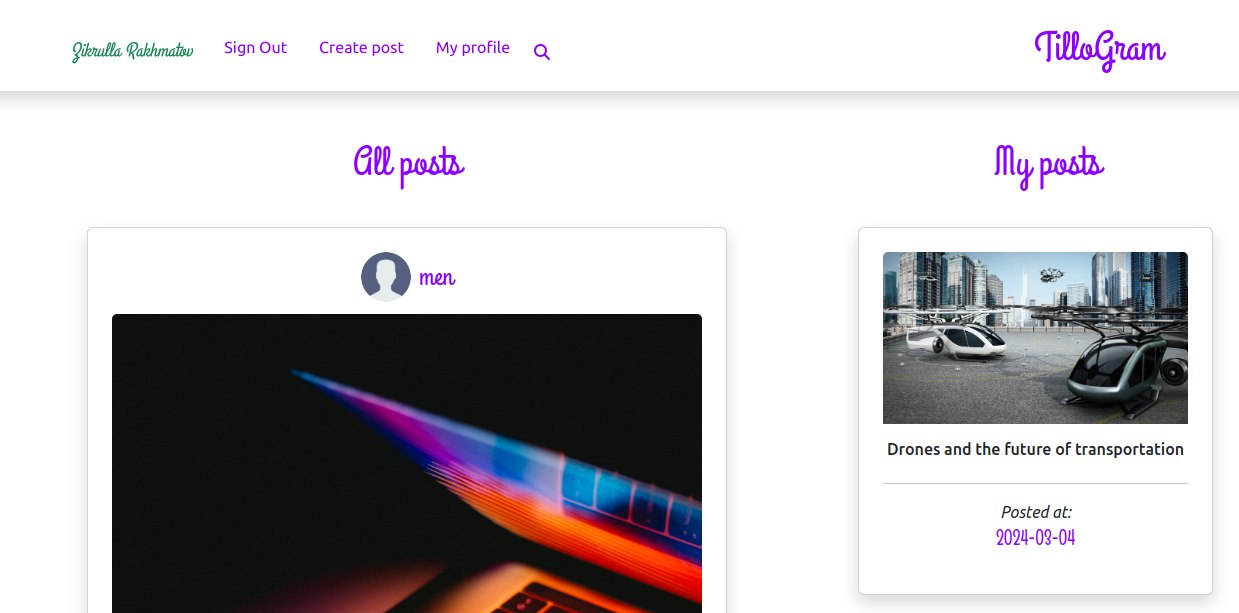 Zikrulla Rakhmatov
Sign Out
Create post
My profile
TilloGram
All posts
men
My posts
Drones and the future of transportation
Posted at:
2024-03-04